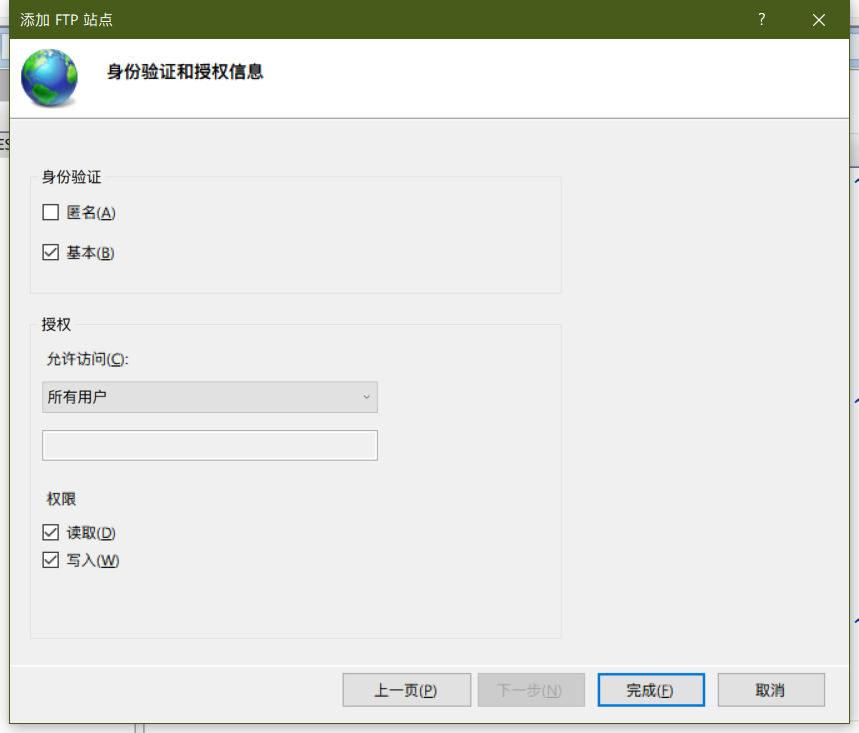 添加 FTP 站点
?
身份验证和授权信息
身份验证
匿名(A)
基本(B)
授权
允许访问(C):
所有用户
权限
读取(D)
写入(W)
上一页(P) 下一步(N) 完成(F) 取消